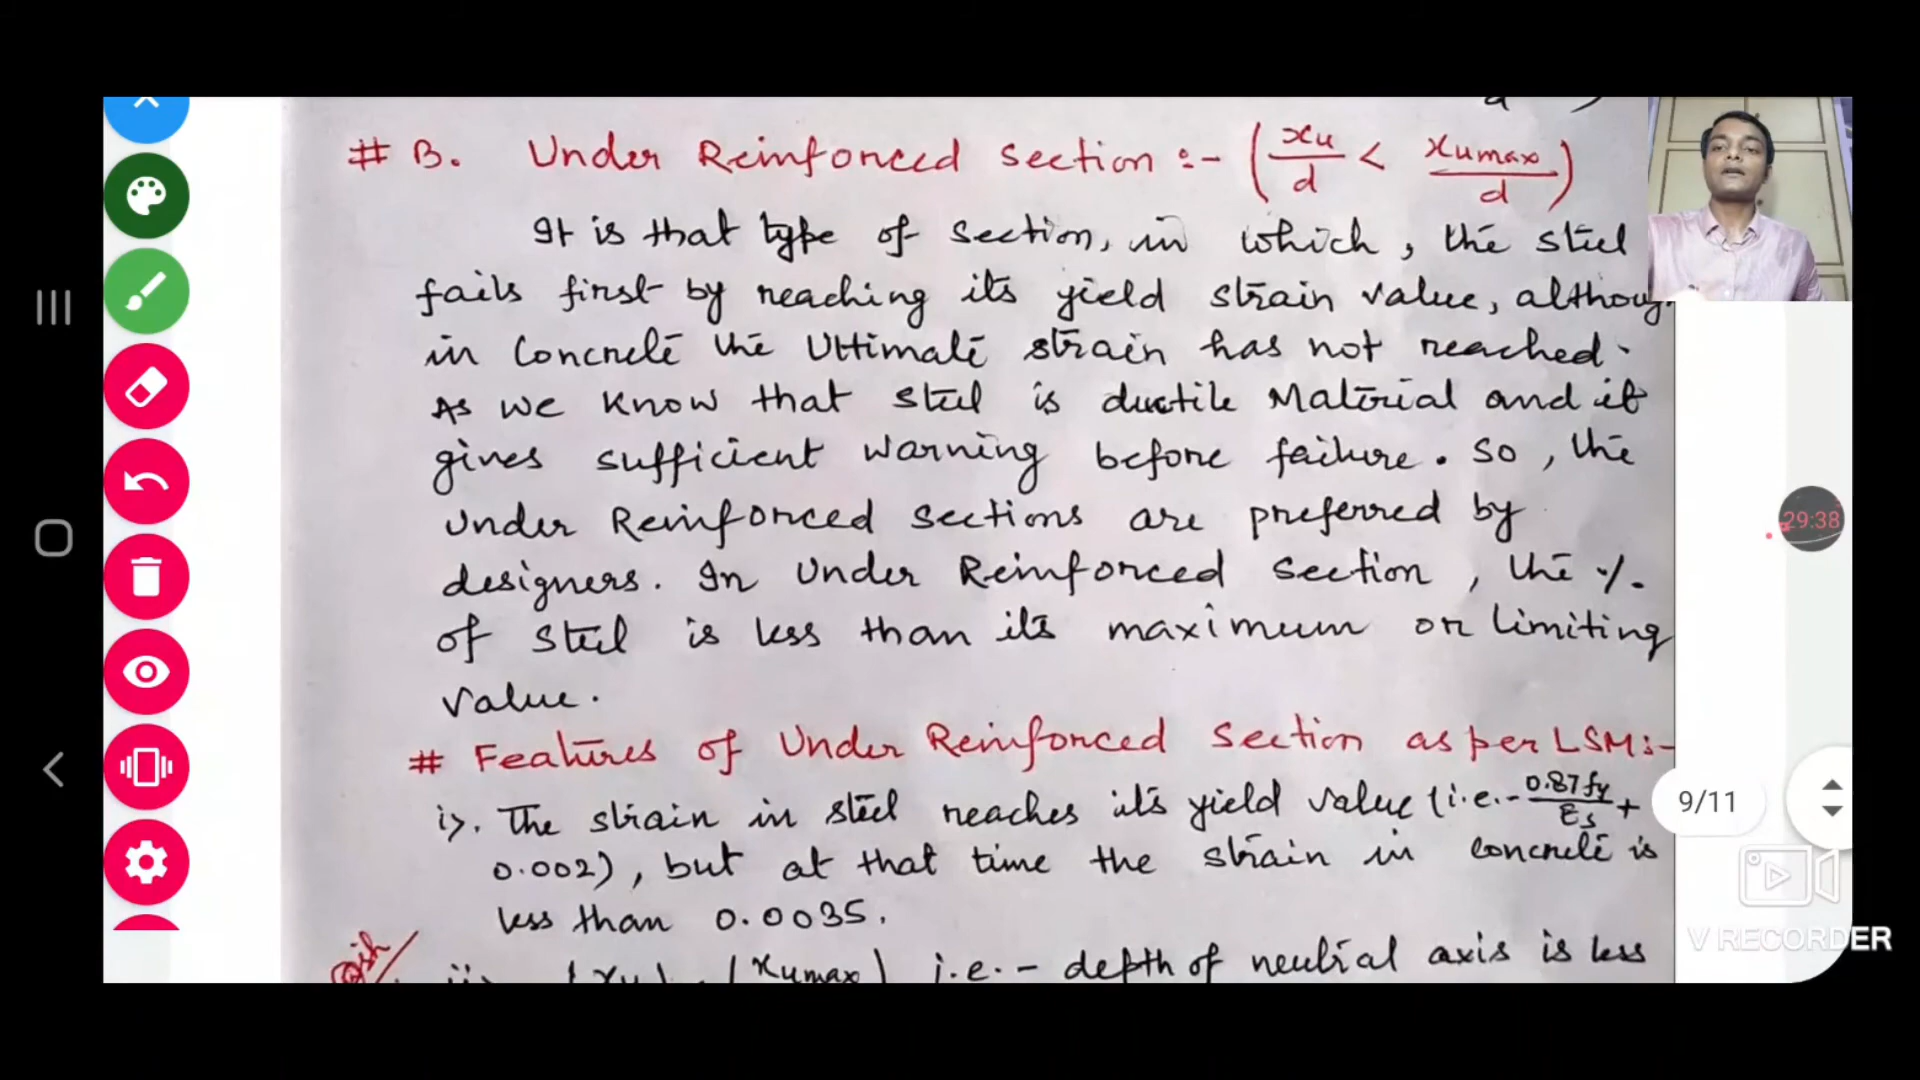 # B. Under Reinforced Section :- (xu/d < xumax/d)
It is that type of section, in which, the steel
fails first by reaching its yield strain value, althoug
in Concrete the Ultimate strain has not reached.
As we know that steel is ductile Material and it
gives sufficient warning before failure. So, the
under Reinforced sections are preferred by
designers. In Under Reinforced Section, the %
of steel is less than its maximum or limiting
value.
# Features of Under Reinforced Section as per LSM:-
i). The strain in steel reaches its yield value (i.e.- 0.87fy/Es +
0.002), but at that time the strain in concrete is
less than 0.0035.
(xu) (xumax) i.e. - depth of neutral axis is less
29:38
9/11
V RECORDER